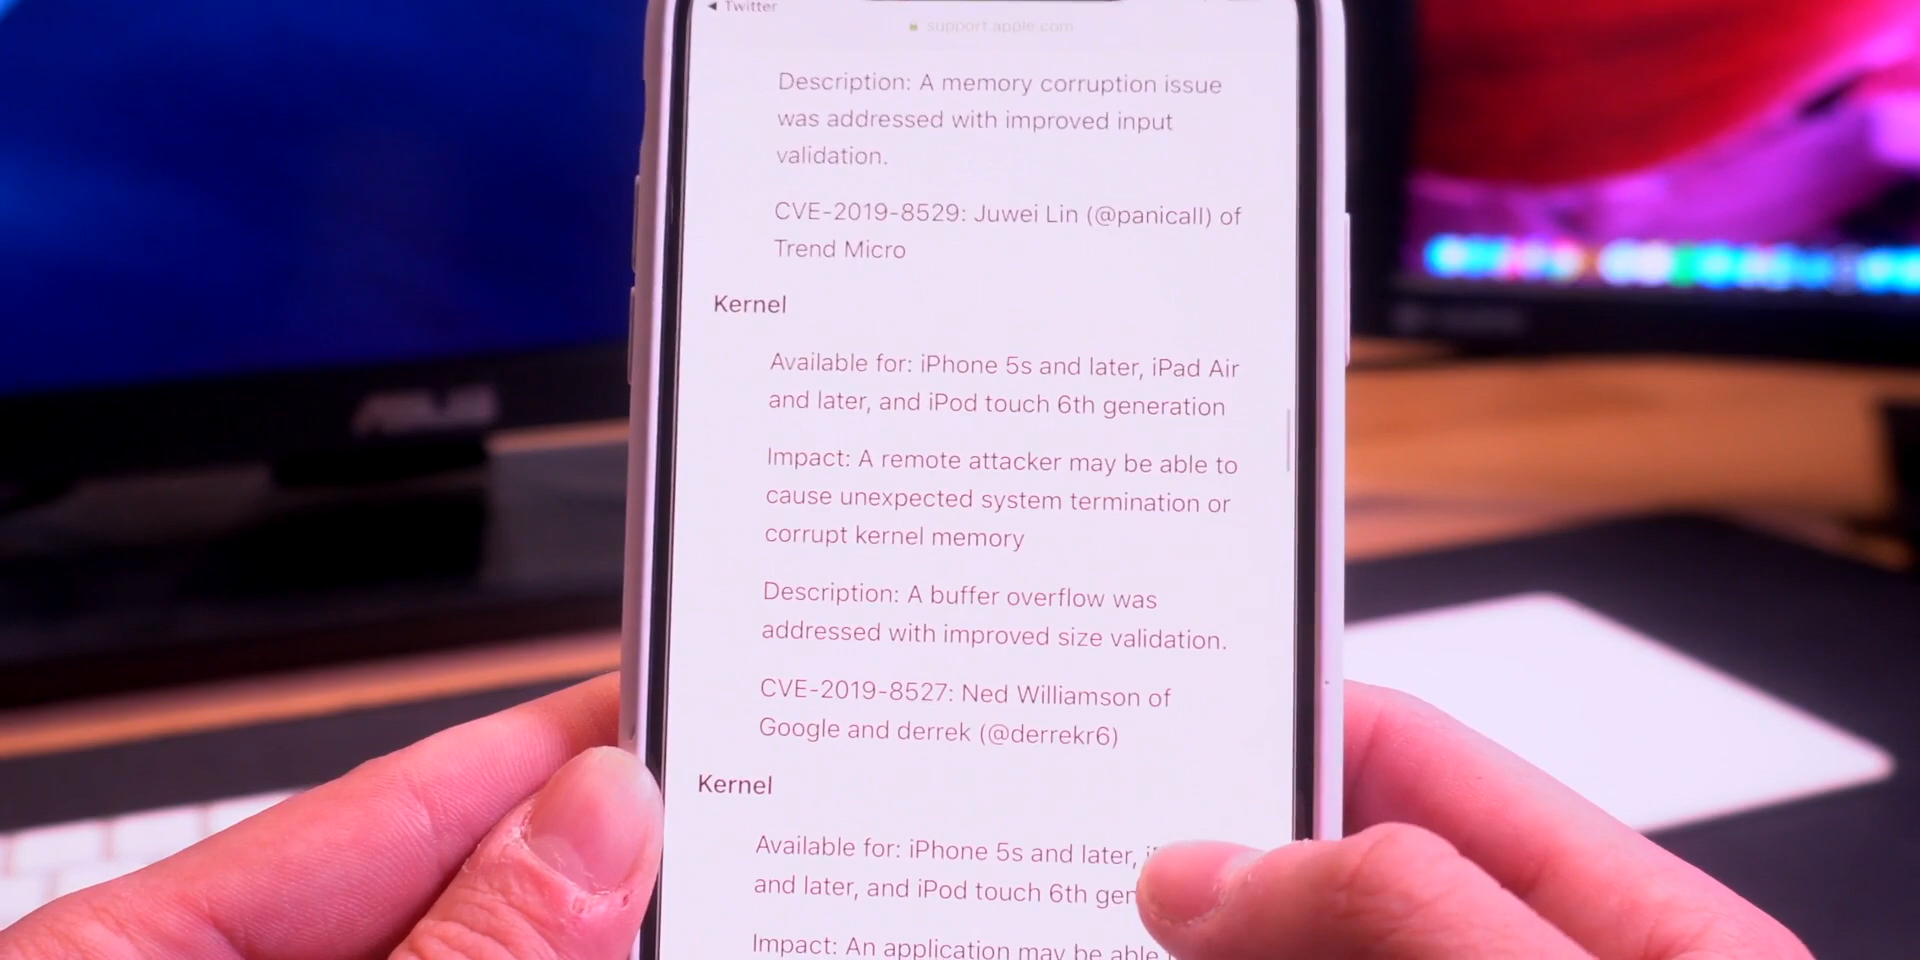 ◀ Twitter
support.apple.com
Description: A memory corruption issue
was addressed with improved input
validation.
CVE-2019-8529: Juwei Lin (@panicall) of
Trend Micro
Kernel
Available for: iPhone 5s and later, iPad Air
and later, and iPod touch 6th generation
Impact: A remote attacker may be able to
cause unexpected system termination or
corrupt kernel memory
Description: A buffer overflow was
addressed with improved size validation.
CVE-2019-8527: Ned Williamson of
Google and derrek (@derrekr6)
Kernel
Available for: iPhone 5s and later,
and later, and iPod touch 6th gen
Impact: An application may be able
ASUS